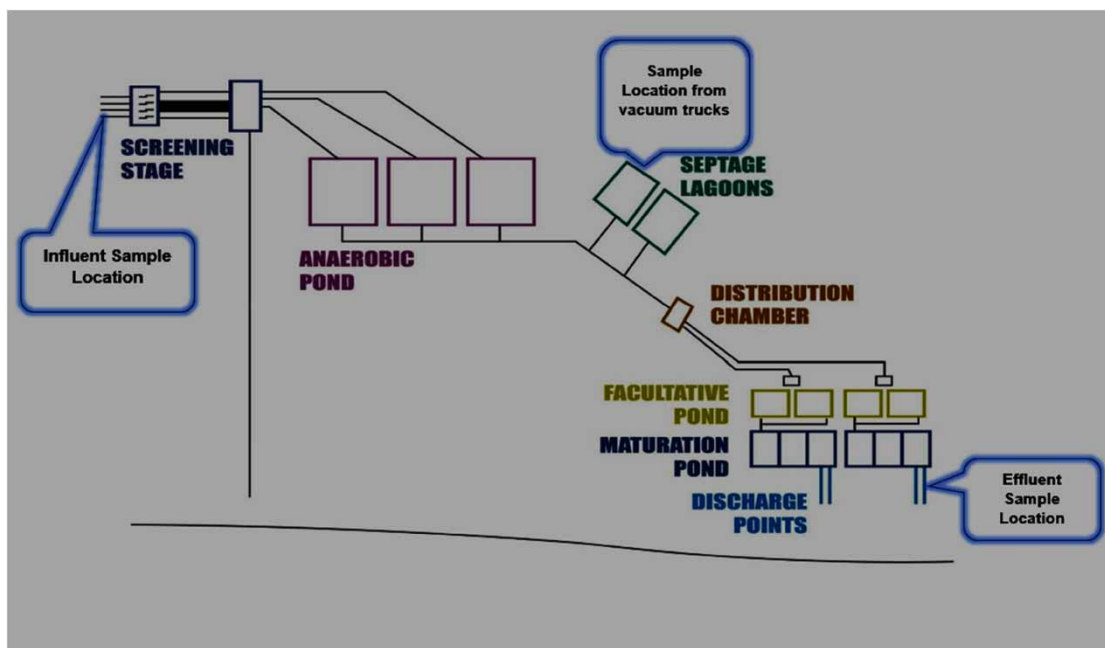 Sample
Location from
vacuum trucks
SCREENING
STAGE
SEPTAGE
LAGOONS
Influent Sample
Location
ANAEROBIC
POND
DISTRIBUTION
CHAMBER
FACULTATIVE
POND
MATURATION
POND
DISCHARGE
POINTS
Effluent
Sample
Location